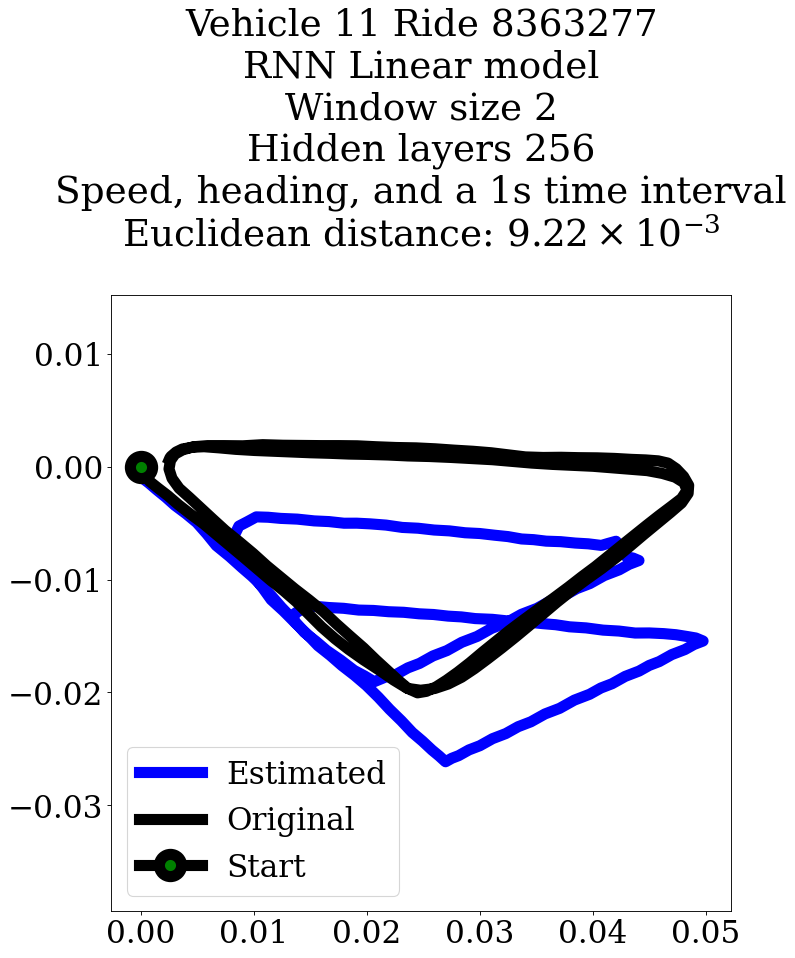 Vehicle 11 Ride 8363277
RNN Linear model
Window size 2
Hidden layers 256
Speed, heading, and a 1s time interval
Euclidean distance: 9.22 × 10⁻³
0.01
0.00
−0.01
−0.02
−0.03
Estimated
Original
Start
0.00 0.01 0.02 0.03 0.04 0.05